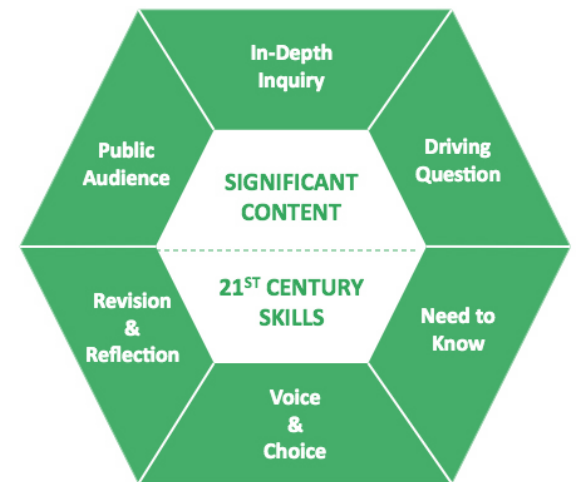 In-Depth
Inquiry
Driving
Question
Need to
Know
Voice
&
Choice
Revision
&
Reflection
Public
Audience
SIGNIFICANT
CONTENT
21ST CENTURY
SKILLS